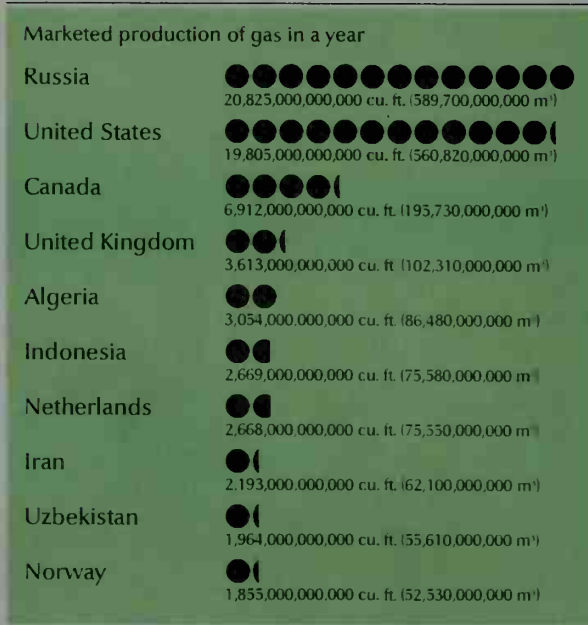 Marketed production of gas in a year
Russia
20,825,000,000,000 cu. ft. (589,700,000,000 m³)
United States
19,805,000,000,000 cu. ft. (560,820,000,000 m³)
Canada
6,912,000,000,000 cu. ft. (195,730,000,000 m³)
United Kingdom
3,613,000,000,000 cu. ft (102,310,000,000 m³)
Algeria
3,054,000,000,000 cu. ft. (86,480,000,000 m³)
Indonesia
2,669,000,000,000 cu. ft. (75,580,000,000 m³)
Netherlands
2,668,000,000,000 cu. ft. (75,550,000,000 m³)
Iran
2,193,000,000,000 cu. ft. (62,100,000,000 m³)
Uzbekistan
1,964,000,000,000 cu. ft. (55,610,000,000 m³)
Norway
1,855,000,000,000 cu. ft. (52,530,000,000 m³)